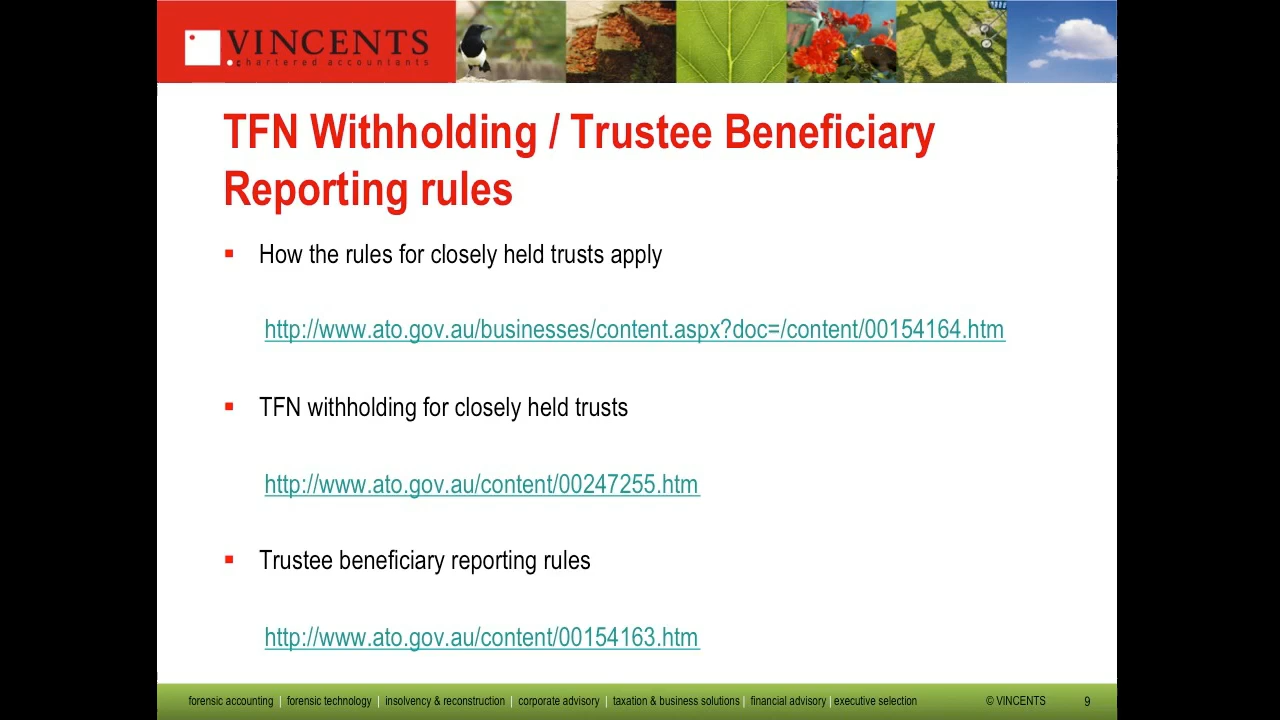 VINCENTS
chartered accountants
TFN Withholding / Trustee Beneficiary
Reporting rules
How the rules for closely held trusts apply
http://www.ato.gov.au/businesses/content.aspx?doc=/content/00154164.htm
TFN withholding for closely held trusts
http://www.ato.gov.au/content/00247255.htm
Trustee beneficiary reporting rules
http://www.ato.gov.au/content/00154163.htm
forensic accounting | forensic technology | insolvency & reconstruction | corporate advisory | taxation & business solutions | financial advisory | executive selection © VINCENTS 9